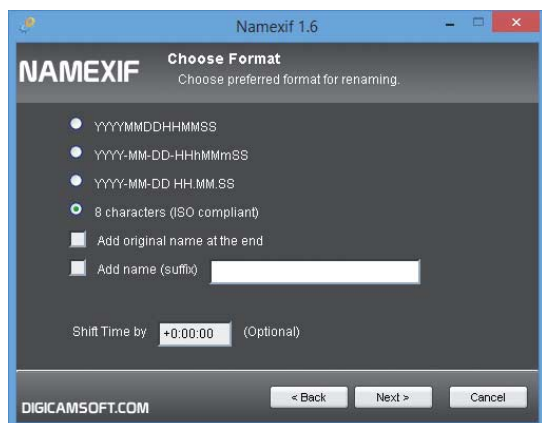 Namexif 1.6
NAMEXIF
Choose Format
Choose preferred format for renaming.
YYYYMMDDHHMMSS
YYYY-MM-DD-HHhMMmSS
YYYY-MM-DD HH.MM.SS
8 characters (ISO compliant)
Add original name at the end
Add name (suffix)
Shift Time by +0:00:00 (Optional)
DIGICAMSOFT.COM < Back Next > Cancel